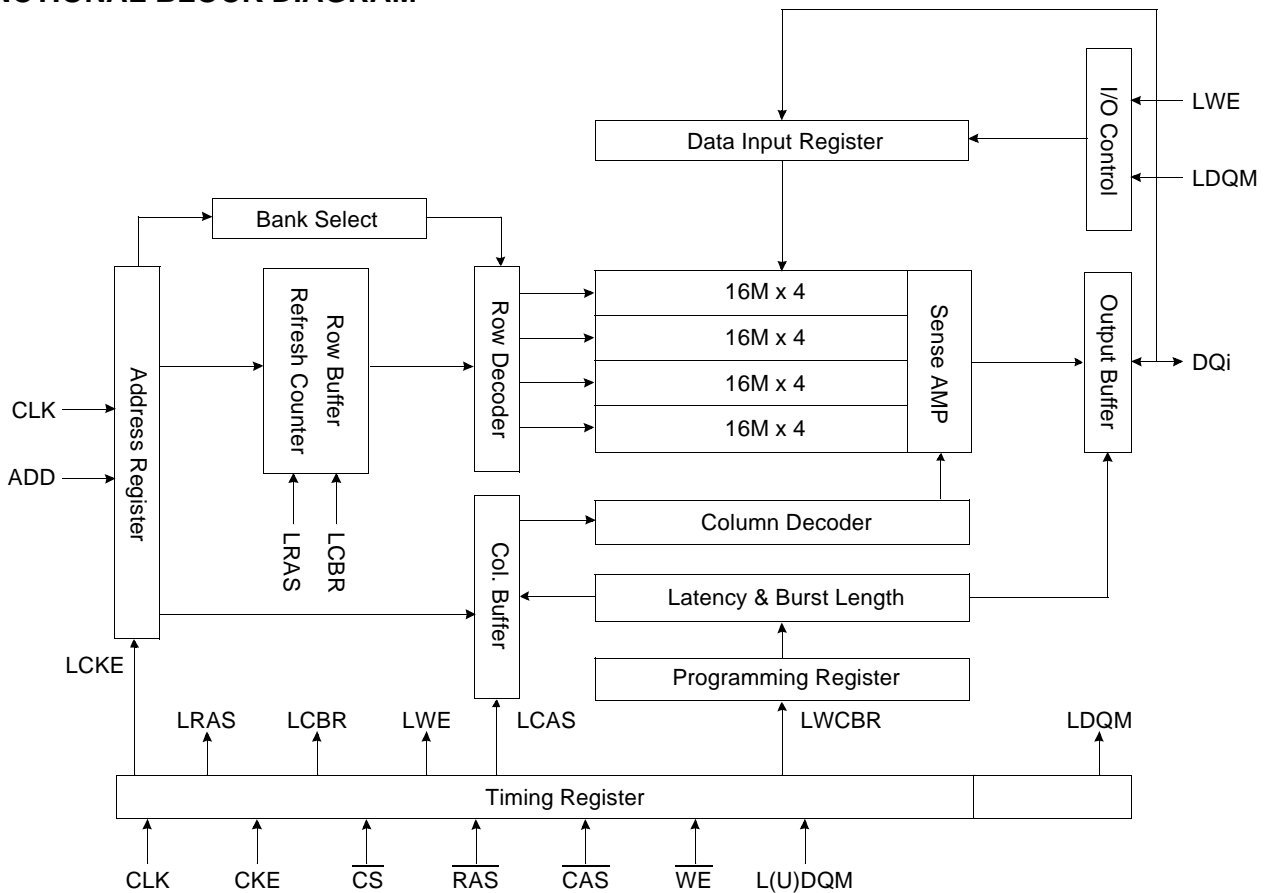 NCTIONAL BLOCK DIAGRAM
I/O Control
LWE
Data Input Register
LDQM
Bank Select
Address Register
Refresh Counter
Row Buffer
Row Decoder
16M x 4
16M x 4
16M x 4
16M x 4
Sense AMP
Output Buffer
DQi
CLK
ADD
LRAS
LCBR
Col. Buffer
Column Decoder
Latency & Burst Length
Programming Register
LCKE
LRAS
LCBR
LWE
LCAS
LWCBR
LDQM
Timing Register
CLK
CKE
CS
RAS
CAS
WE
L(U)DQM